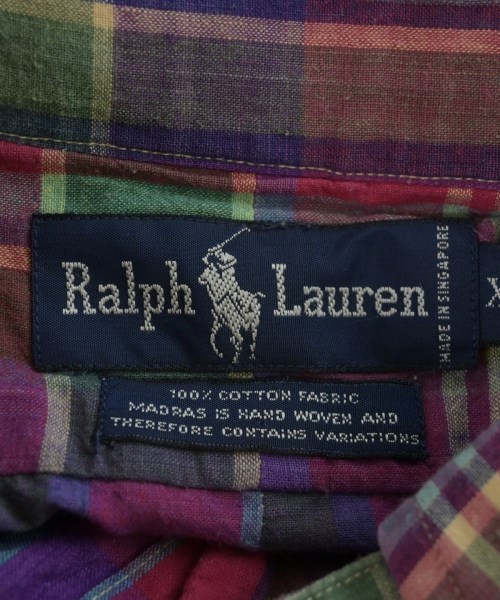 Ralph Lauren
MADE IN SINGAPORE
X
100% COTTON FABRIC
MADRAS IS HAND WOVEN AND
THEREFORE CONTAINS VARIATIONS